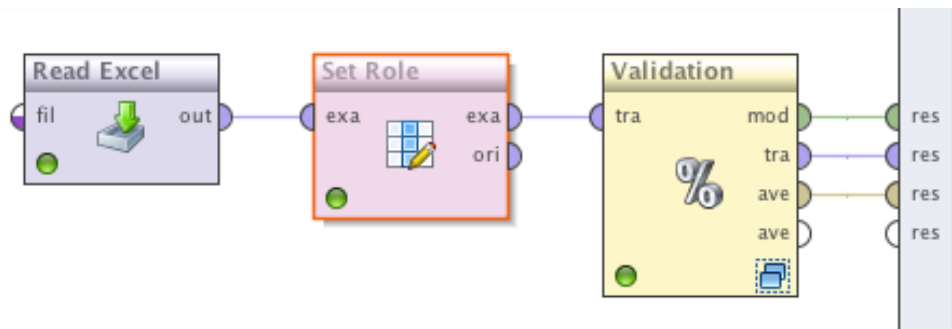 Read Excel
fil out
Set Role
exa exa
ori
Validation
tra mod
tra
ave
ave
%
res
res
res
res